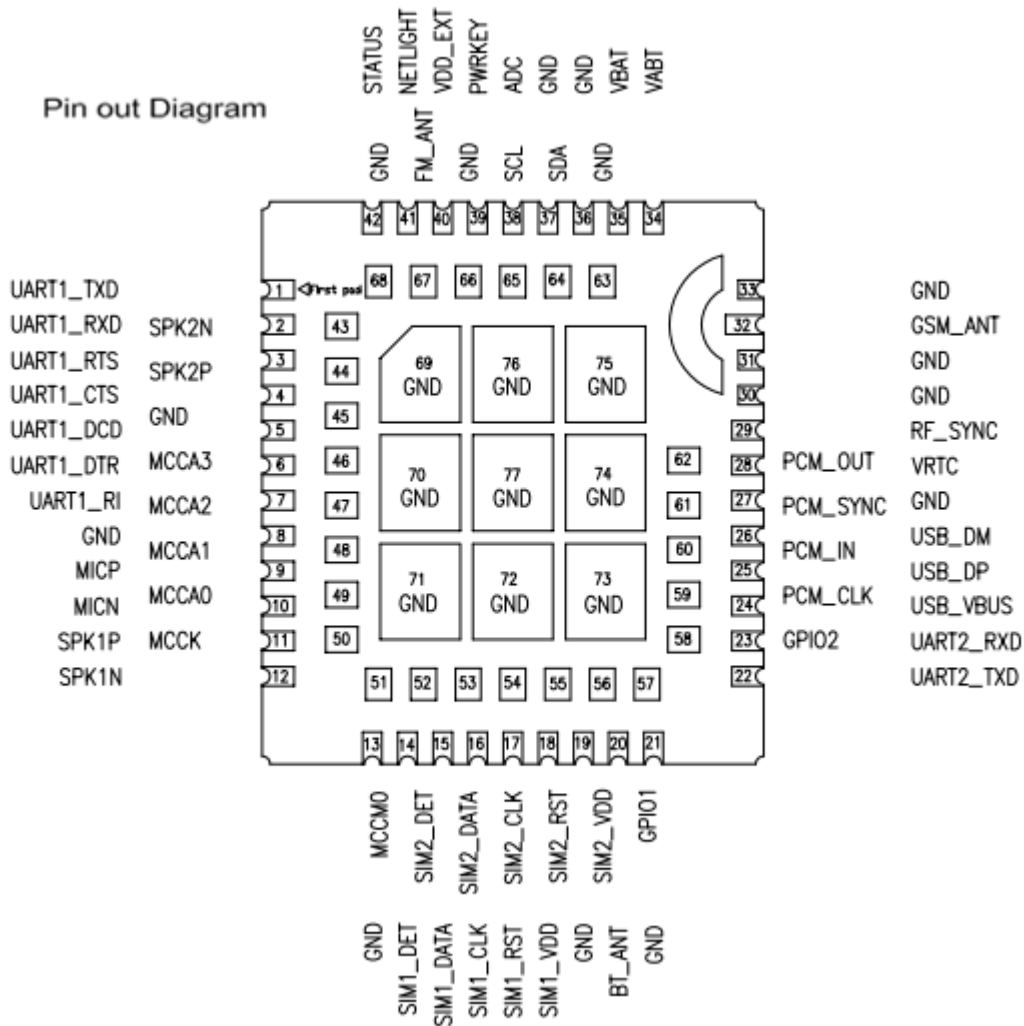 STATUS NETLIGHT VDD_EXT PWRKEY ADC GND GND VBAT VABT
Pin out Diagram
GND FM_ANT GND SCL SDA GND
42 41 40 39 38 37 36 35 34
68 67 66 65 64 63
UART1_TXD 1 First pad 33 GND
UART1_RXD SPK2N 2 43 32 GSM_ANT
UART1_RTS 3 31 GND
SPK2P 44 69 GND 76 GND 75 GND
UART1_CTS 4 30 GND
GND 45
UART1_DCD 5 29 RF_SYNC
UART1_DTR MCCA3 6 46 62 PCM_OUT 28 VRTC
70 GND 77 GND 74 GND
UART1_RI MCCA2 7 47 61 PCM_SYNC 27 GND
GND 8 26 USB_DM
MCCA1 48 60 PCM_IN
MICP 9 25 USB_DP
71 GND 72 GND 73 GND
MICN MCCA0 10 49 59 PCM_CLK 24 USB_VBUS
SPK1P MCCK 11 50 58 GPIO2 23 UART2_RXD
SPK1N 12 22 UART2_TXD
51 52 53 54 55 56 57
13 14 15 16 17 18 19 20 21
MCCM0 SIM2_DET SIM2_DATA SIM2_CLK SIM2_RST SIM2_VDD GPIO1
GND SIM1_DET SIM1_DATA SIM1_CLK SIM1_RST SIM1_VDD GND BT_ANT GND